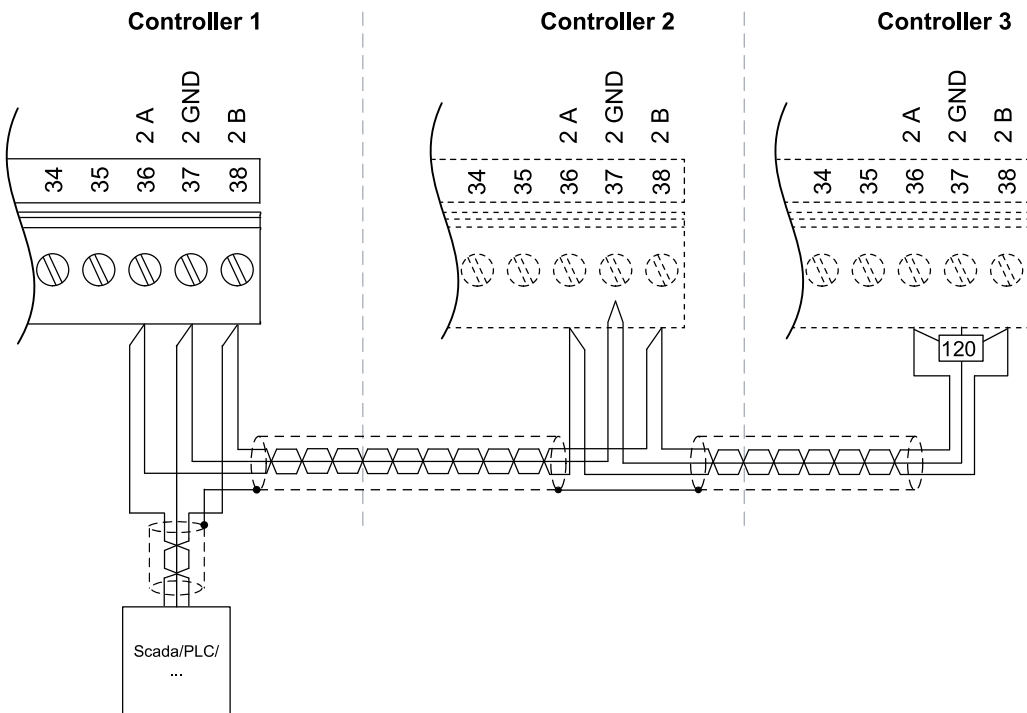 Controller 1
Controller 2
Controller 3
2 A
2 GND
2 B
2 A
2 GND
2 B
2 A
2 GND
2 B
34
35
36
37
38
34
35
36
37
38
34
35
36
37
38
120
Scada/PLC/
...